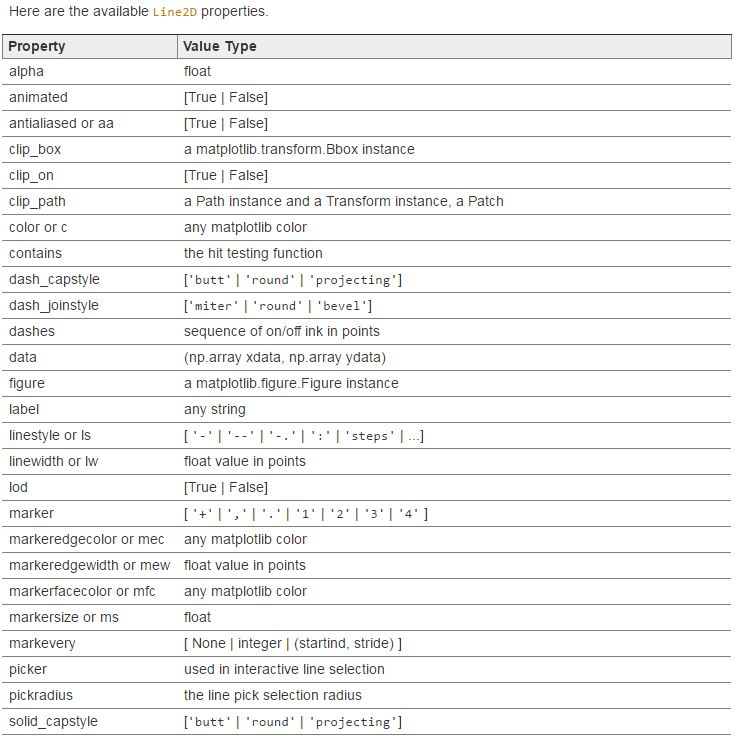 Here are the available Line2D properties.
Property Value Type
alpha float
animated [True | False]
antialiased or aa [True | False]
clip_box a matplotlib.transform.Bbox instance
clip_on [True | False]
clip_path a Path instance and a Transform instance, a Patch
color or c any matplotlib color
contains the hit testing function
dash_capstyle ['butt' | 'round' | 'projecting']
dash_joinstyle ['miter' | 'round' | 'bevel']
dashes sequence of on/off ink in points
data (np.array xdata, np.array ydata)
figure a matplotlib.figure.Figure instance
label any string
linestyle or ls [ '-' | '--' | '-.' | ':' | 'steps' | ...]
linewidth or lw float value in points
lod [True | False]
marker [ '+' | ',' | '.' | '1' | '2' | '3' | '4' ]
markeredgecolor or mec any matplotlib color
markeredgewidth or mew float value in points
markerfacecolor or mfc any matplotlib color
markersize or ms float
markevery [ None | integer | (startind, stride) ]
picker used in interactive line selection
pickradius the line pick selection radius
solid_capstyle ['butt' | 'round' | 'projecting']